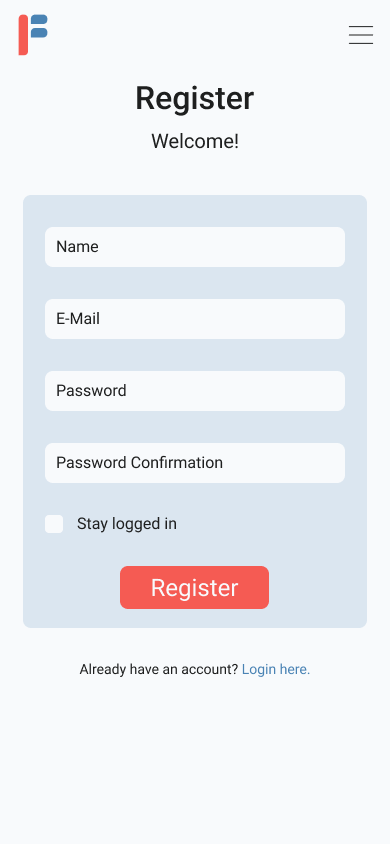 Register
Welcome!
Name
E-Mail
Password
Password Confirmation
Stay logged in
Register
Already have an account? Login here.